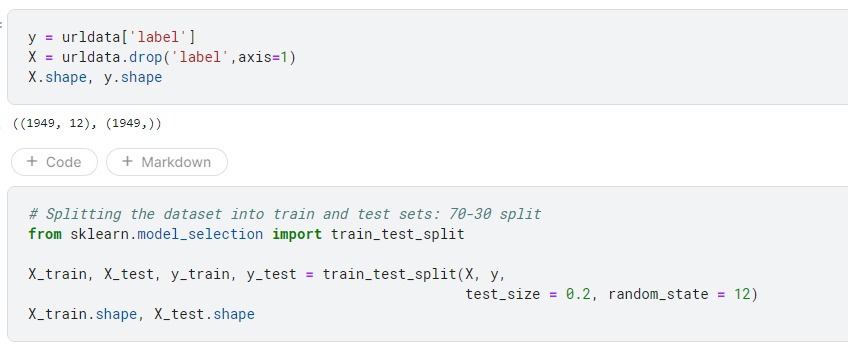 y = urldata['label']
X = urldata.drop('label',axis=1)
X.shape, y.shape
((1949, 12), (1949,))
+ Code + Markdown
# Splitting the dataset into train and test sets: 70-30 split
from sklearn.model_selection import train_test_split
X_train, X_test, y_train, y_test = train_test_split(X, y,
test_size = 0.2, random_state = 12)
X_train.shape, X_test.shape